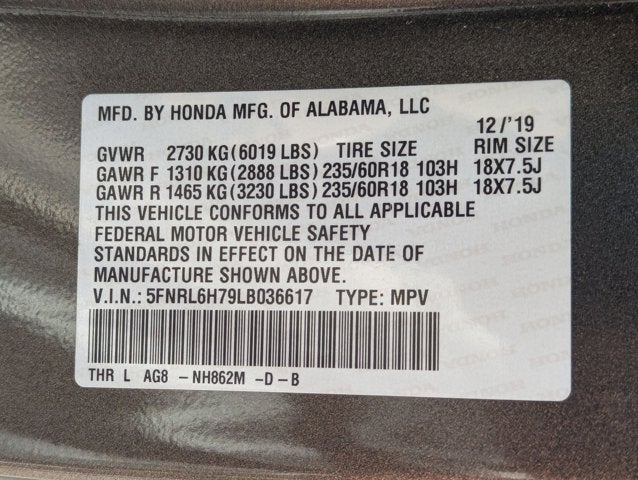 MFD. BY HONDA MFG. OF ALABAMA, LLC
12/'19
GVWR 2730 KG(6019 LBS) TIRE SIZE RIM SIZE
GAWR F 1310 KG(2888 LBS)235/60R18 103H 18X7.5J
GAWR R 1465 KG(3230 LBS)235/60R18 103H 18X7.5J
THIS VEHICLE CONFORMS TO ALL APPLICABLE
FEDERAL MOTOR VEHICLE SAFETY
STANDARDS IN EFFECT ON THE DATE OF
MANUFACTURE SHOWN ABOVE.
V.I.N.: 5FNRL6H79LB036617 TYPE: MPV
THR L AG8 -NH862M -D-B